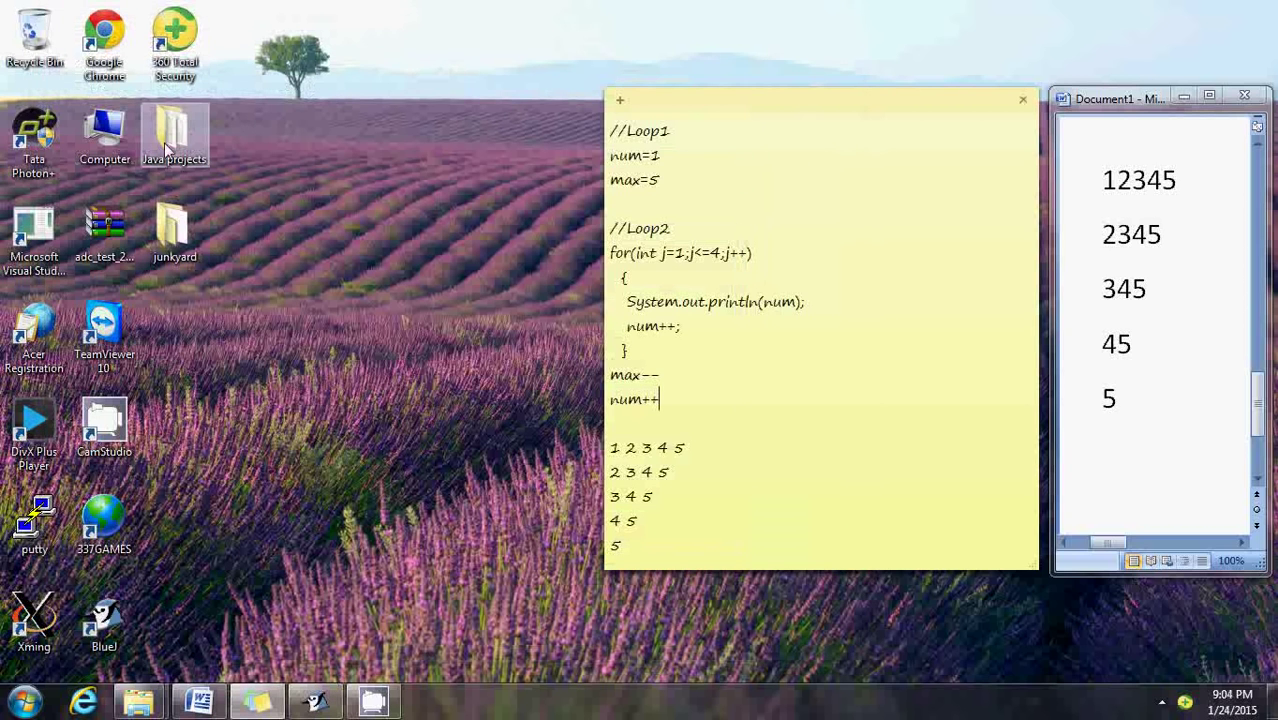 Recycle Bin
Google
Chrome
360 Total
Security
Tata
Photon+
Computer
Java projects
Microsoft
Visual Stud...
adc_test_2...
junkyard
Acer
Registration
TeamViewer
10
DivX Plus
Player
CamStudio
putty
337GAMES
Xming
BlueJ
+
//Loop1
num=1
max=5
//Loop2
for(int j=1;j<=4;j++)
{
System.out.println(num);
num++;
}
max--
num++
1 2 3 4 5
2 3 4 5
3 4 5
4 5
5
Document1 - Mi...
12345
2345
345
45
5
100%
9:04 PM
1/24/2015